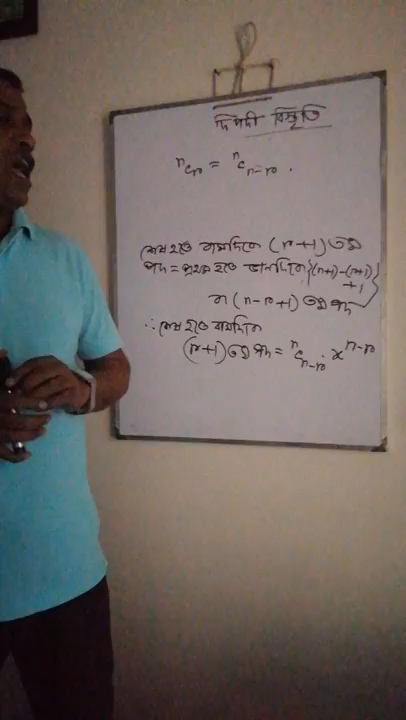 দ্বিপদী বিস্তৃতি
ⁿcᵣ = ⁿcₙ₋ᵣ .
শেষ হতে বামদিকে (r+1) তম
পদ = প্রথম হতে ডানদিকে {(n+1)-(r+1)
+1}
বা (n-r+1) তম পদ
∴ শেষ হতে বামদিকে
(r+1) তম পদ = ⁿcₙ₋ᵣ . xⁿ⁻ʳ